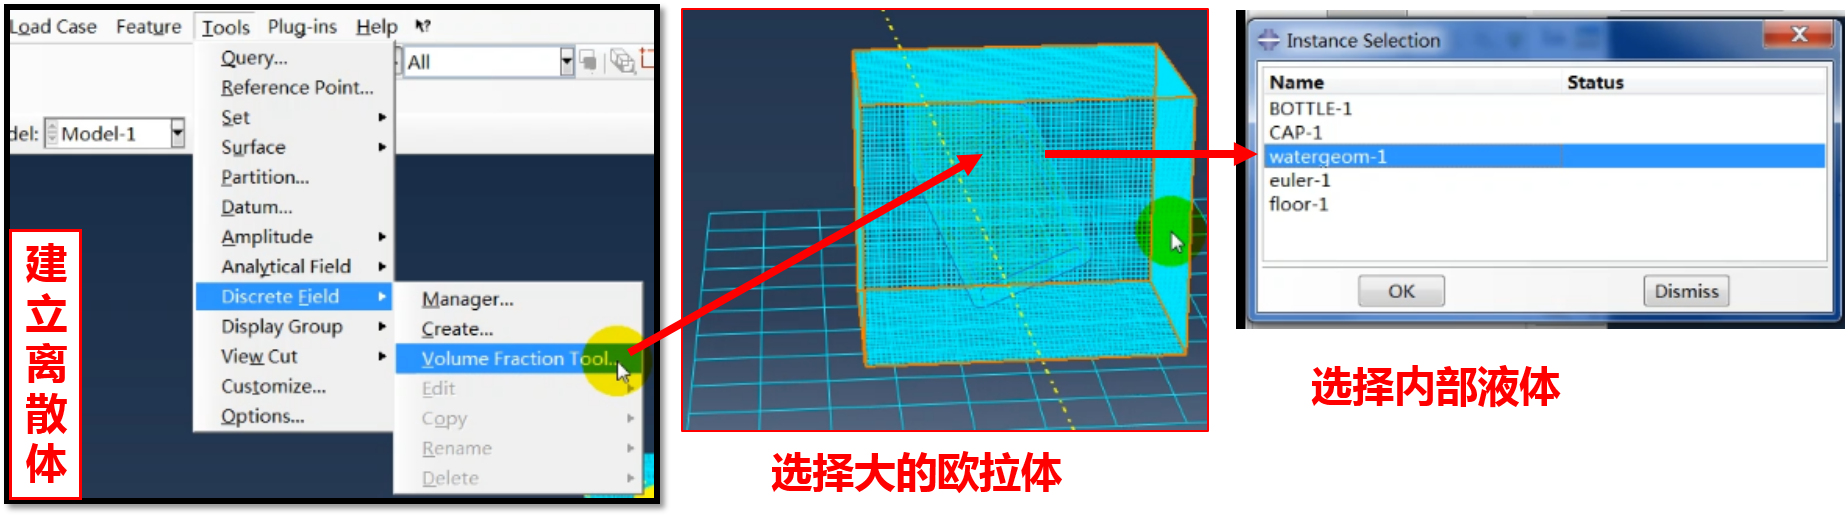 Load Case Feature Tools Plug-ins Help
Query...
All
Reference Point...
Set
del: Model-1
Surface
Partition...
Datum...
Amplitude
Analytical Field
Discrete Field
Display Group
View Cut
Customize...
Options...
Manager...
Create...
Volume Fraction Tool...
Edit
Copy
Rename
Delete
建立离散体
选择大的欧拉体
Instance Selection
Name Status
BOTTLE-1
CAP-1
watergeom-1
euler-1
floor-1
OK Dismiss
选择内部液体